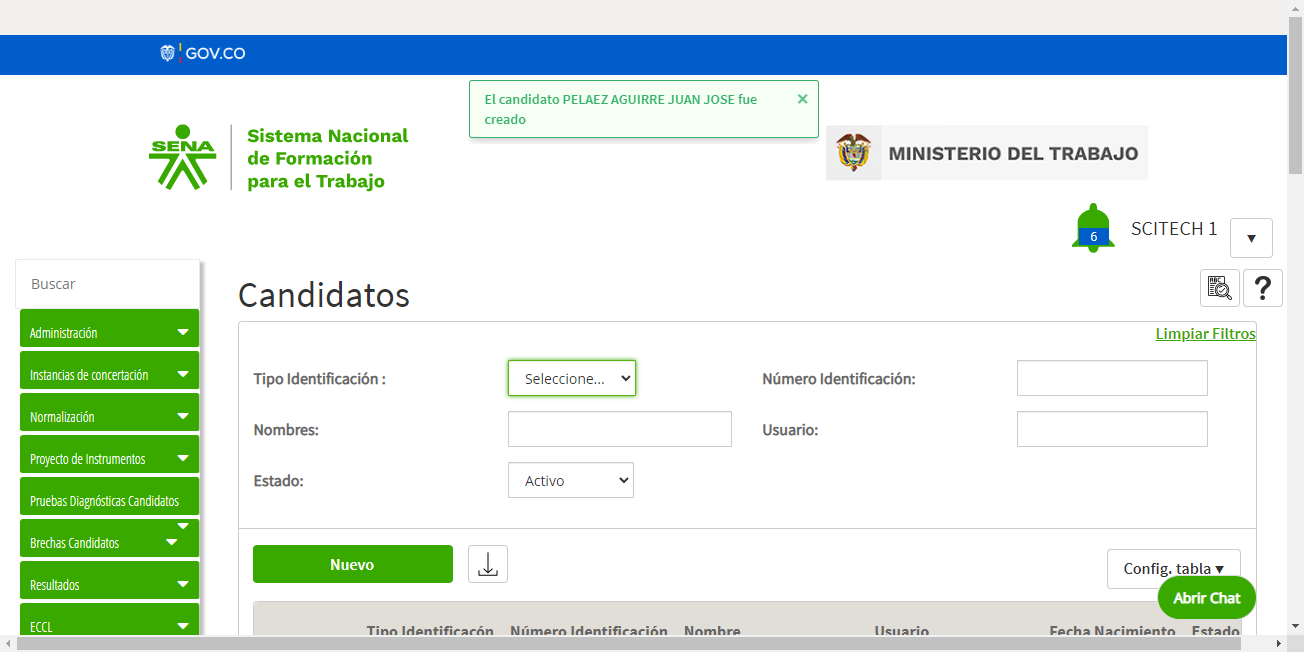 GOV.CO
El candidato PELAEZ AGUIRRE JUAN JOSE fue
creado
SENA
Sistema Nacional
de Formación
para el Trabajo
MINISTERIO DEL TRABAJO
6
SCITECH 1
Buscar
Administración
Instancias de concertación
Normalización
Proyecto de Instrumentos
Pruebas Diagnósticas Candidatos
Brechas Candidatos
Resultados
ECCL
Candidatos
ABC
?
Limpiar Filtros
Tipo Identificación :
Seleccione...
Número Identificación:
Nombres:
Usuario:
Estado:
Activo
Nuevo
Config. tabla ▾
Abrir Chat
Tipo Identificacón Número Identificación Nombre Usuario Fecha Nacimiento Estado